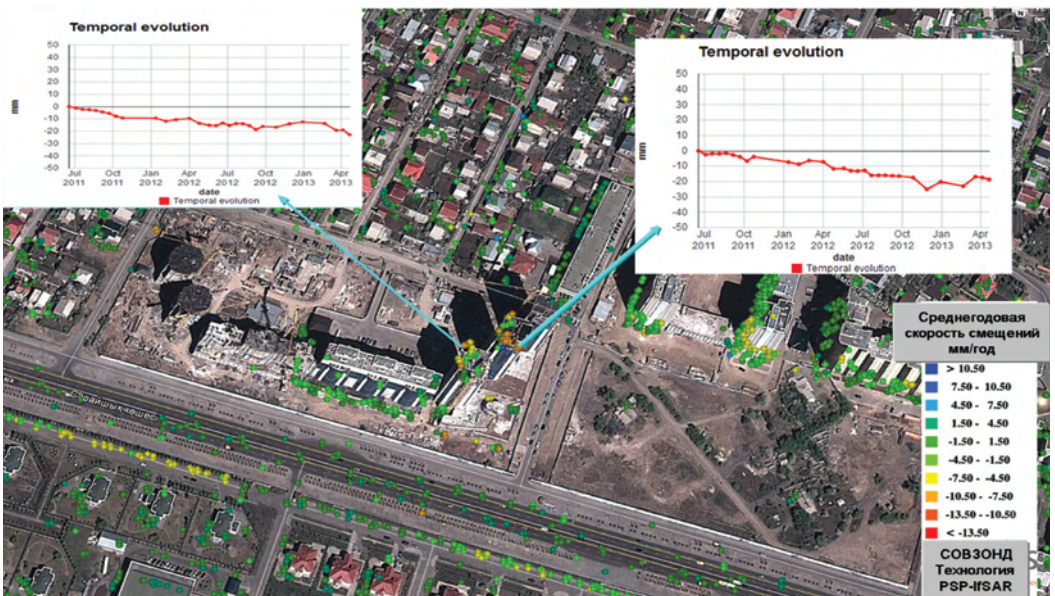 Temporal evolution
50
40
30
20
10
0
-10
-20
-30
-40
-50
mm
Jul Oct Jan Apr Jul Oct Jan Apr
2011 2011 2012 2012 2012 2012 2013 2013
date
Temporal evolution
Temporal evolution
50
40
30
20
10
0
-10
-20
-30
-40
-50
mm
Jul Oct Jan Apr Jul Oct Jan Apr
2011 2011 2012 2012 2012 2012 2013 2013
date
Temporal evolution
N
Среднегодовая
скорость смещений
мм/год
> 10.50
7.50 - 10.50
4.50 - 7.50
1.50 - 4.50
-1.50 - 1.50
-4.50 - -1.50
-7.50 - -4.50
-10.50 - -7.50
-13.50 - -10.50
< -13.50
СОВЗОНД
Технология
PSP-IfSAR